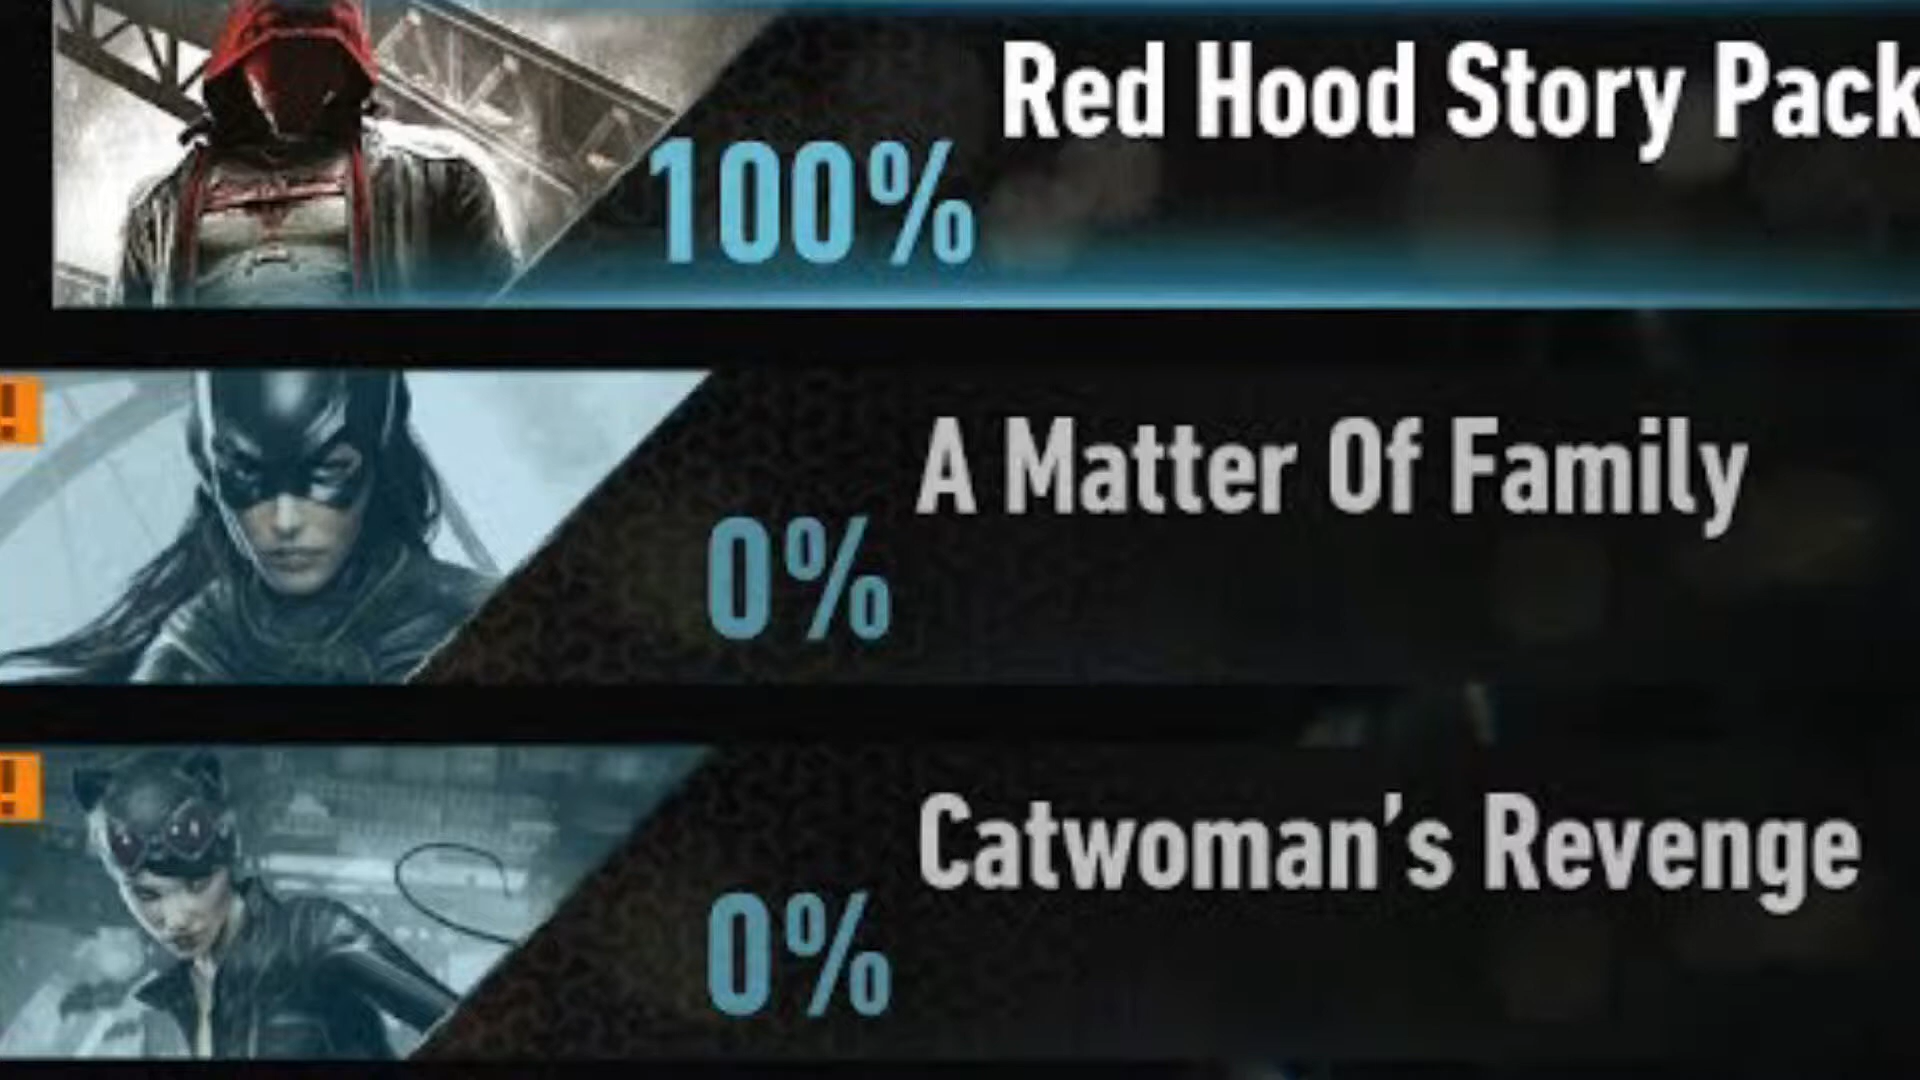 Red Hood Story Pack
100%
!
A Matter Of Family
0%
!
Catwoman's Revenge
0%